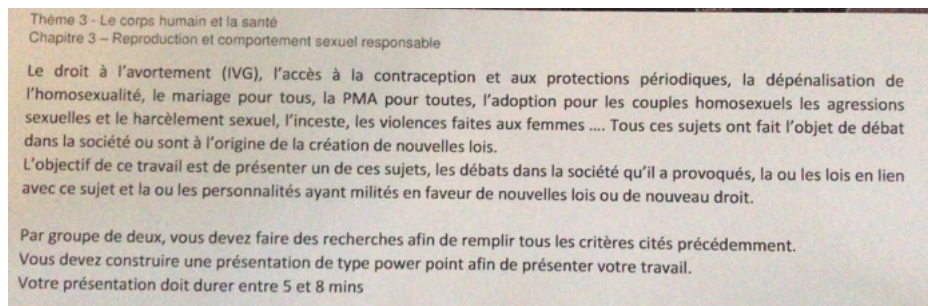 Thème 3 - Le corps humain et la santé
Chapitre 3 – Reproduction et comportement sexuel responsable
Le droit à l'avortement (IVG), l'accès à la contraception et aux protections périodiques, la dépénalisation de
l'homosexualité, le mariage pour tous, la PMA pour toutes, l'adoption pour les couples homosexuels les agressions
sexuelles et le harcèlement sexuel, l'inceste, les violences faites aux femmes .... Tous ces sujets ont fait l'objet de débat
dans la société ou sont à l'origine de la création de nouvelles lois.
L'objectif de ce travail est de présenter un de ces sujets, les débats dans la société qu'il a provoqués, la ou les lois en lien
avec ce sujet et la ou les personnalités ayant milités en faveur de nouvelles lois ou de nouveau droit.
Par groupe de deux, vous devez faire des recherches afin de remplir tous les critères cités précédemment.
Vous devez construire une présentation de type power point afin de présenter votre travail.
Votre présentation doit durer entre 5 et 8 mins